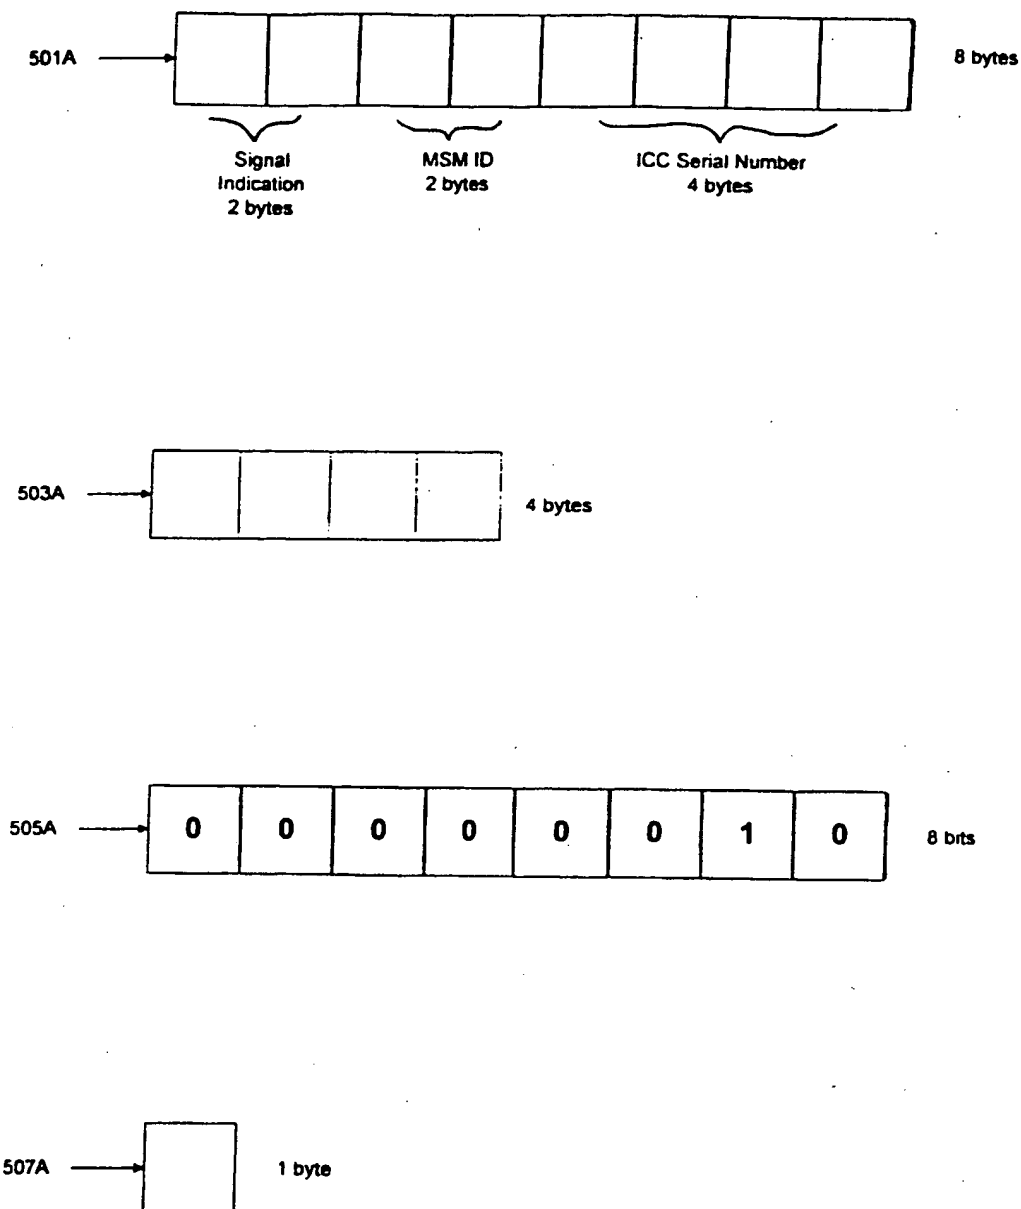 501A
8 bytes
Signal
Indication
2 bytes
MSM ID
2 bytes
ICC Serial Number
4 bytes
503A
4 bytes
505A
0 0 0 0 0 0 1 0
8 bits
507A
1 byte